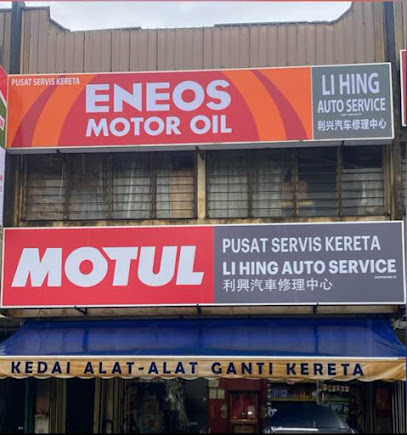 PUSAT SERVIS KERETA
ENEOS
MOTOR OIL
LI HING
AUTO SERVICE
利兴汽车修理中心
MOTUL
PUSAT SERVIS KERETA
LI HING AUTO SERVICE
利興汽車修理中心
KEDAI ALAT-ALAT GANTI KERETA